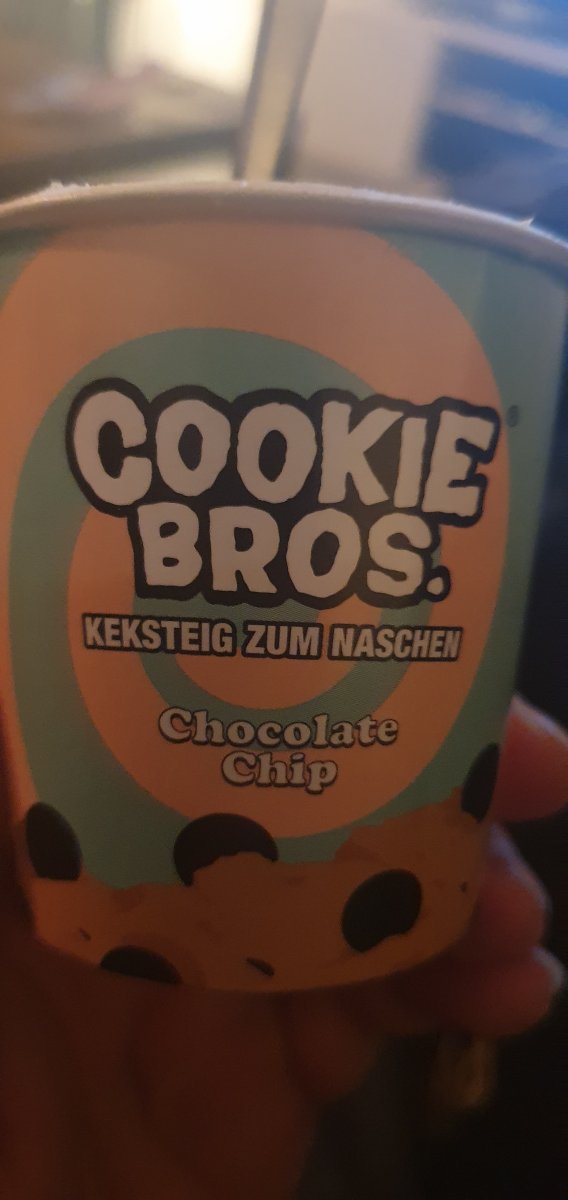 COOKIE
BROS.
KEKSTEIG ZUM NASCHEN
Chocolate
Chip